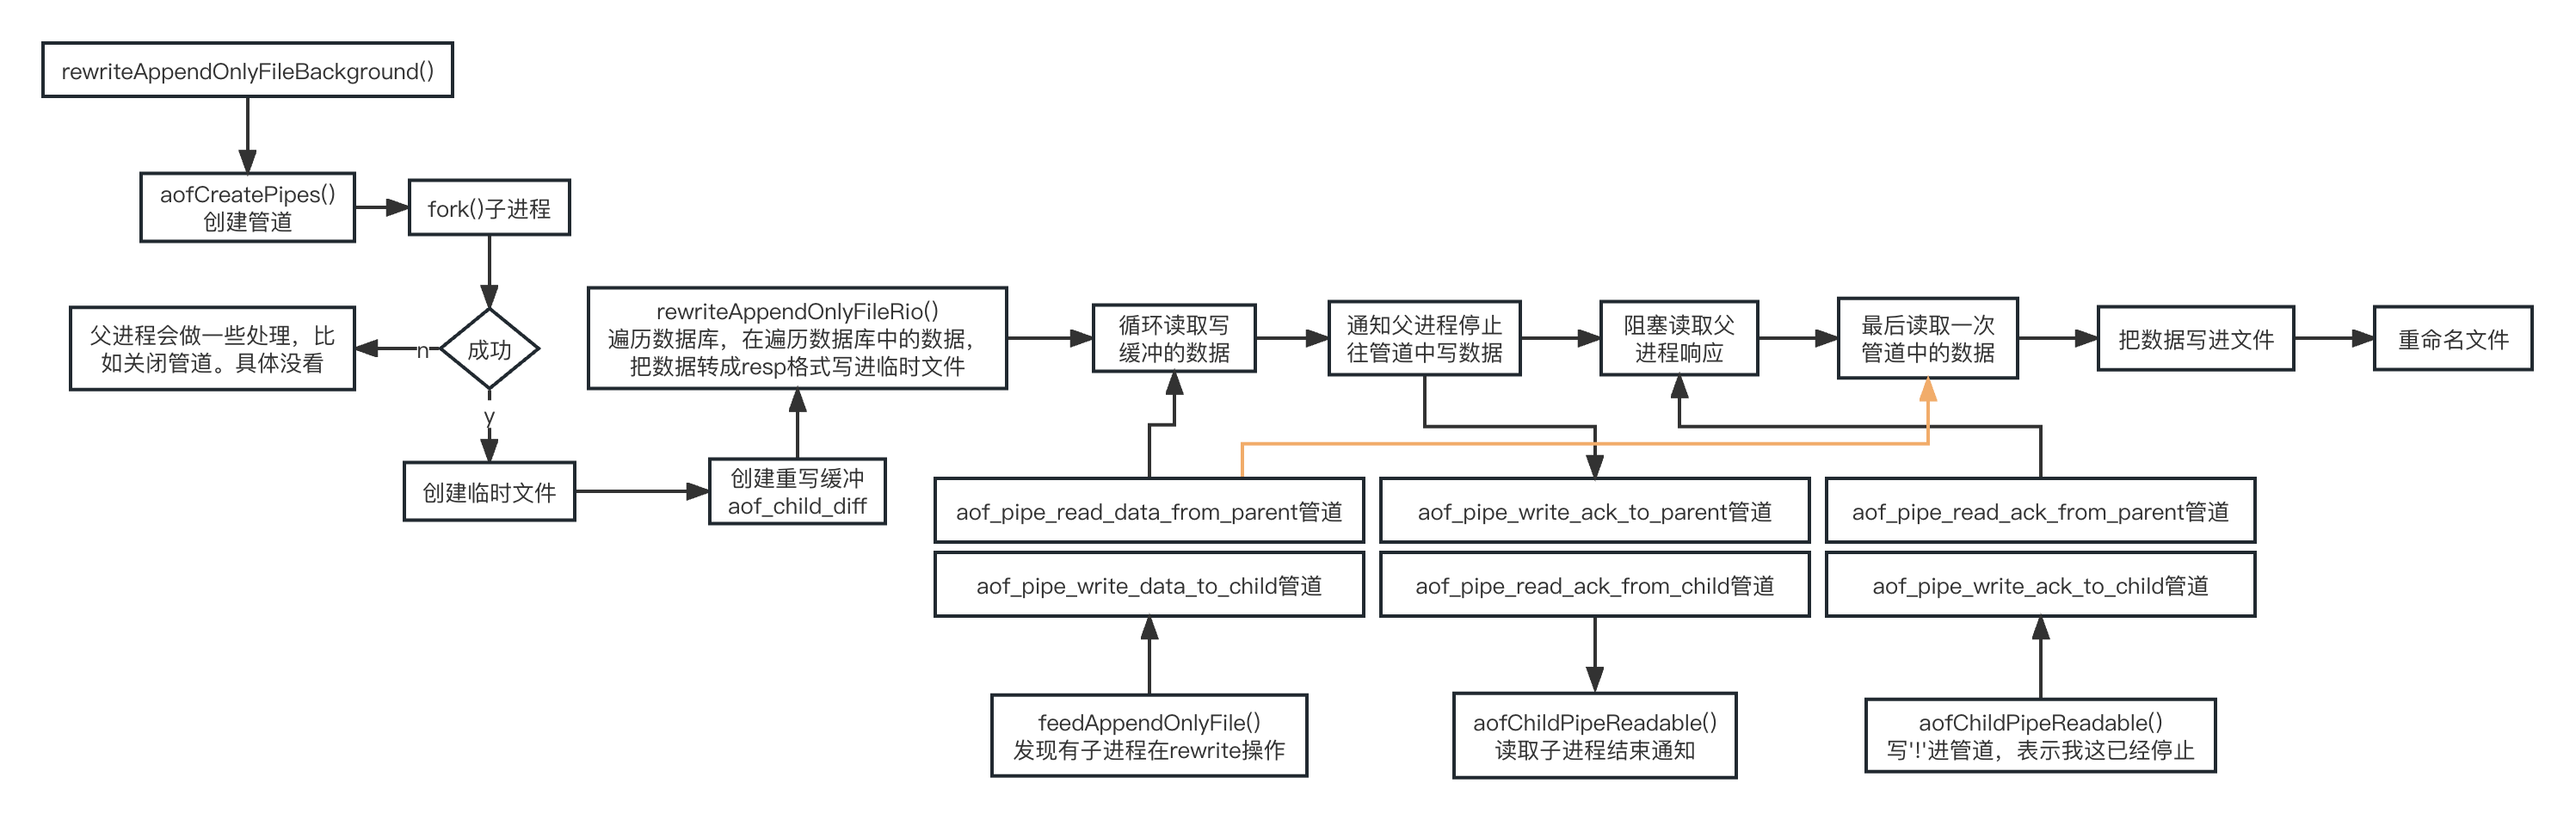 rewriteAppendOnlyFileBackground()
aofCreatePipes()
创建管道
fork()子进程
成功
n
父进程会做一些处理，比
如关闭管道。具体没看
y
创建临时文件
创建重写缓冲
aof_child_diff
rewriteAppendOnlyFileRio()
遍历数据库，在遍历数据库中的数据，
把数据转成resp格式写进临时文件
循环读取写
缓冲的数据
通知父进程停止
往管道中写数据
阻塞读取父
进程响应
最后读取一次
管道中的数据
把数据写进文件
重命名文件
aof_pipe_read_data_from_parent管道
aof_pipe_write_ack_to_parent管道
aof_pipe_read_ack_from_parent管道
aof_pipe_write_data_to_child管道
aof_pipe_read_ack_from_child管道
aof_pipe_write_ack_to_child管道
feedAppendOnlyFile()
发现有子进程在rewrite操作
aofChildPipeReadable()
读取子进程结束通知
aofChildPipeReadable()
写'!'进管道，表示我这已经停止